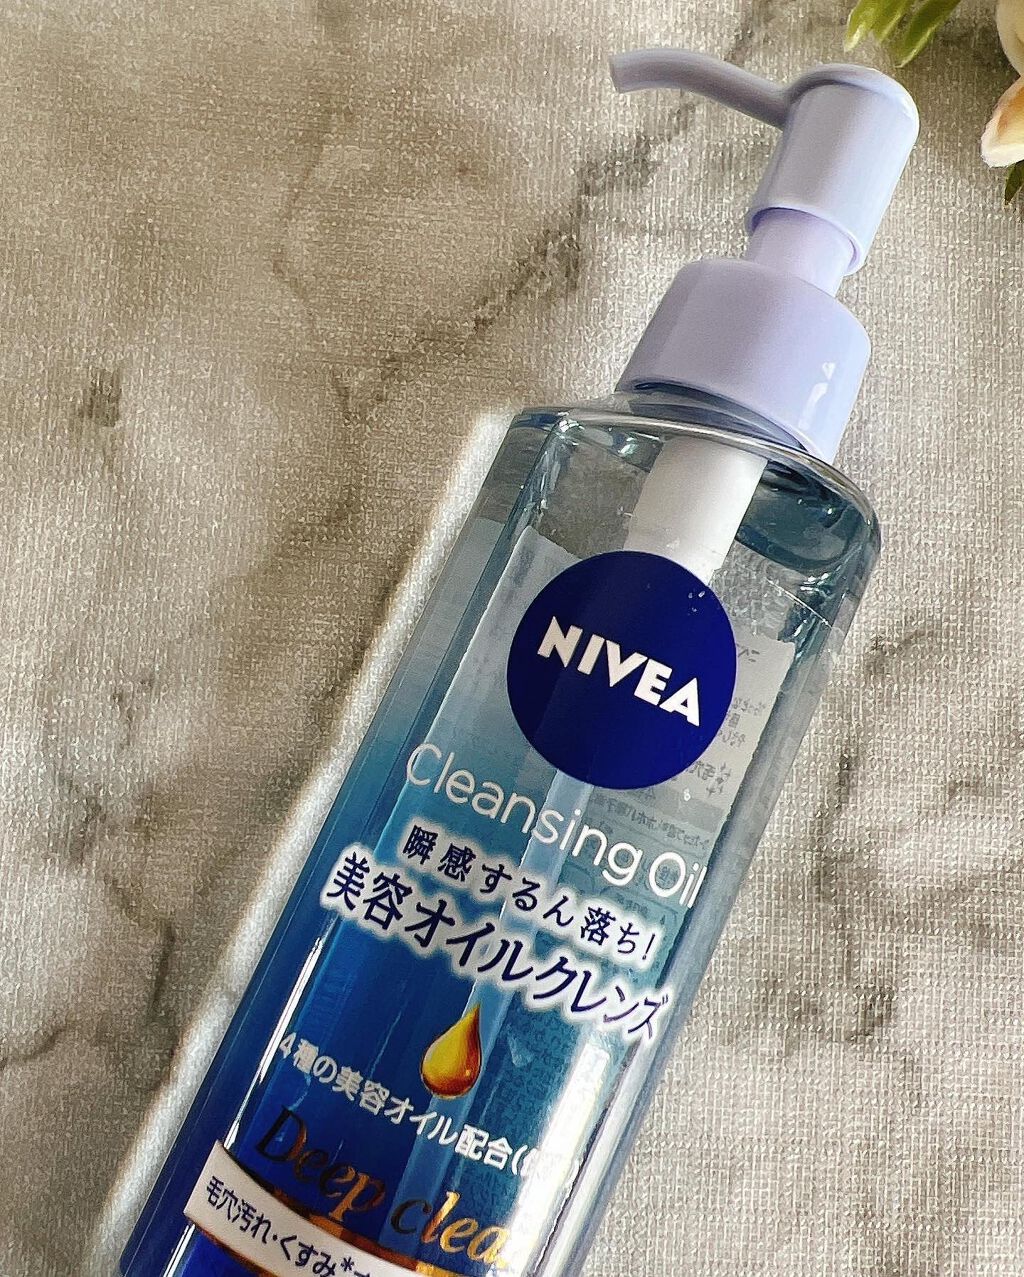 NIVEA
Cleansing Oil
瞬感するん落ち!
美容オイルクレンズ
4種の美容オイル配合(
Deep clea
毛穴汚れ・くすみ*